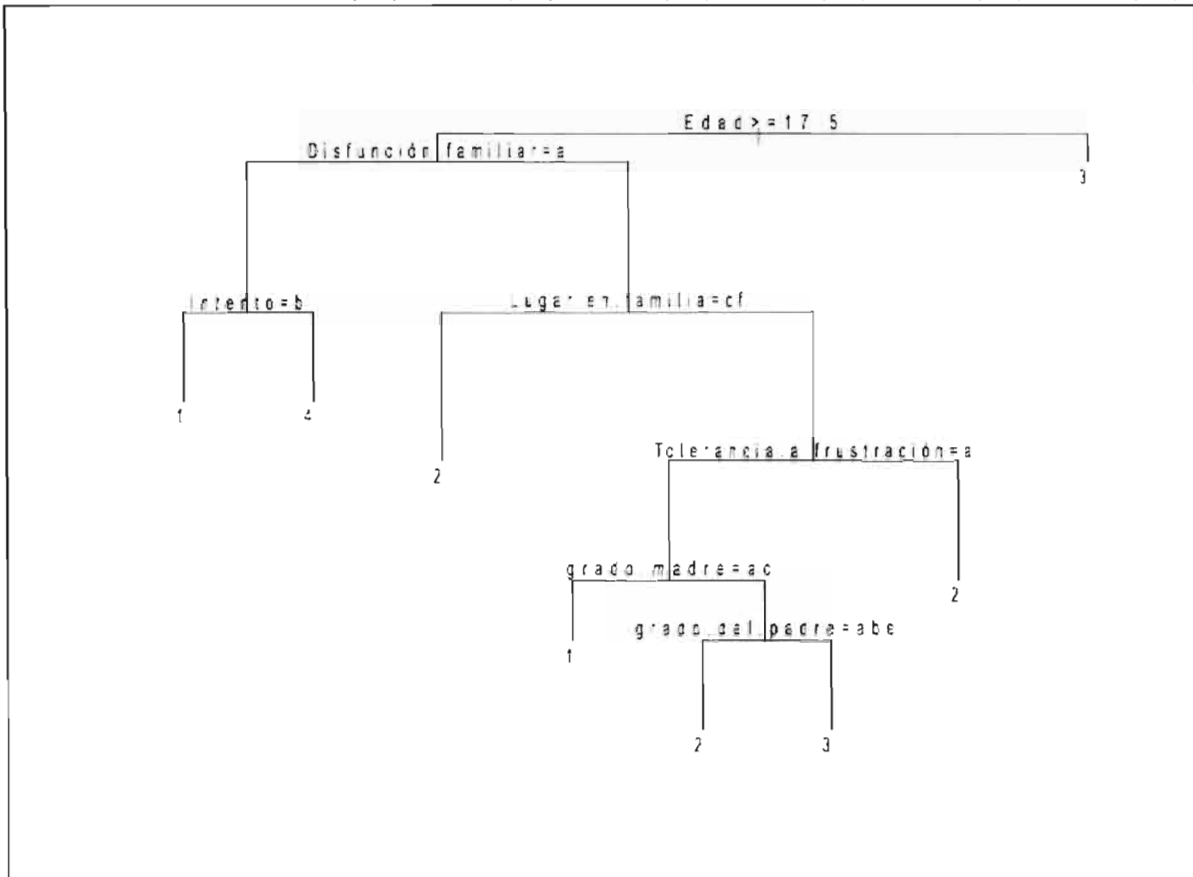 Edad>=17.5
Disfunción.familiar=a
3
Intento=b
Lugar.en.familia=cf
1
4
Tolerancia.a.frustración=a
2
grado.madre=ac
2
grado.del.padre=abe
1
2
3